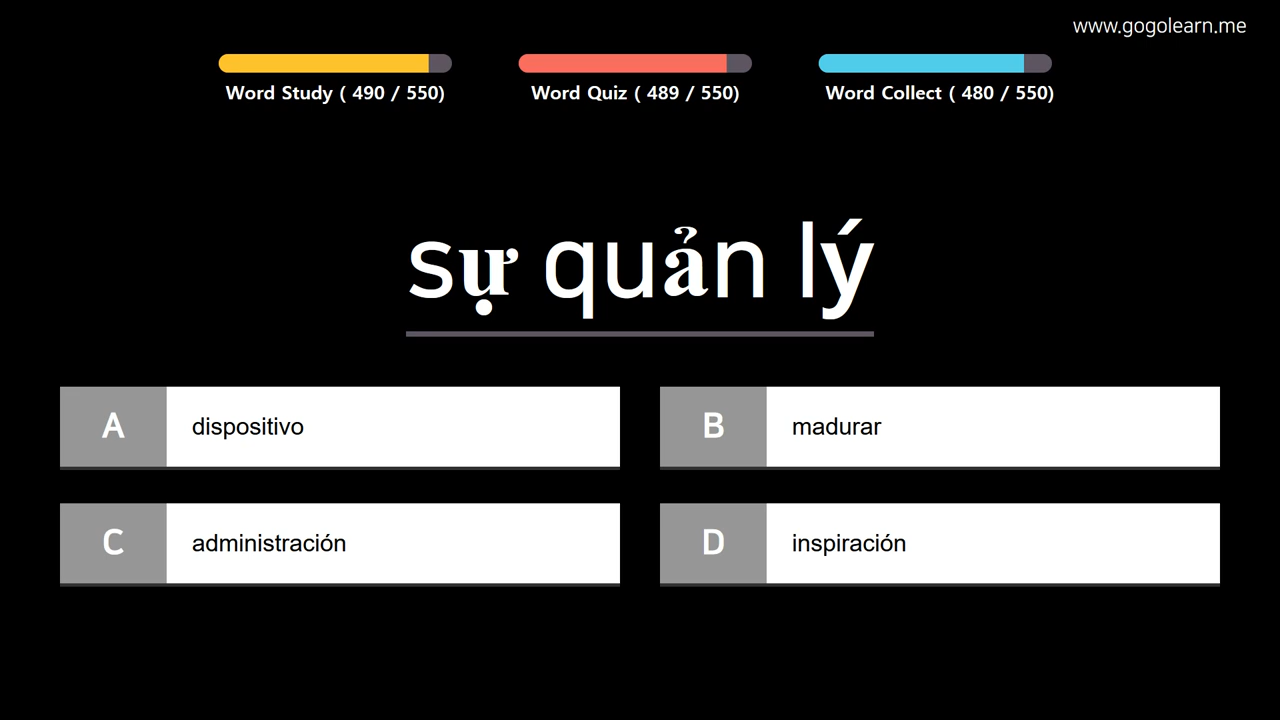 www.gogolearn.me
Word Study ( 490 / 550)
Word Quiz ( 489 / 550)
Word Collect ( 480 / 550)
sự quản lý
A dispositivo
B madurar
C administración
D inspiración